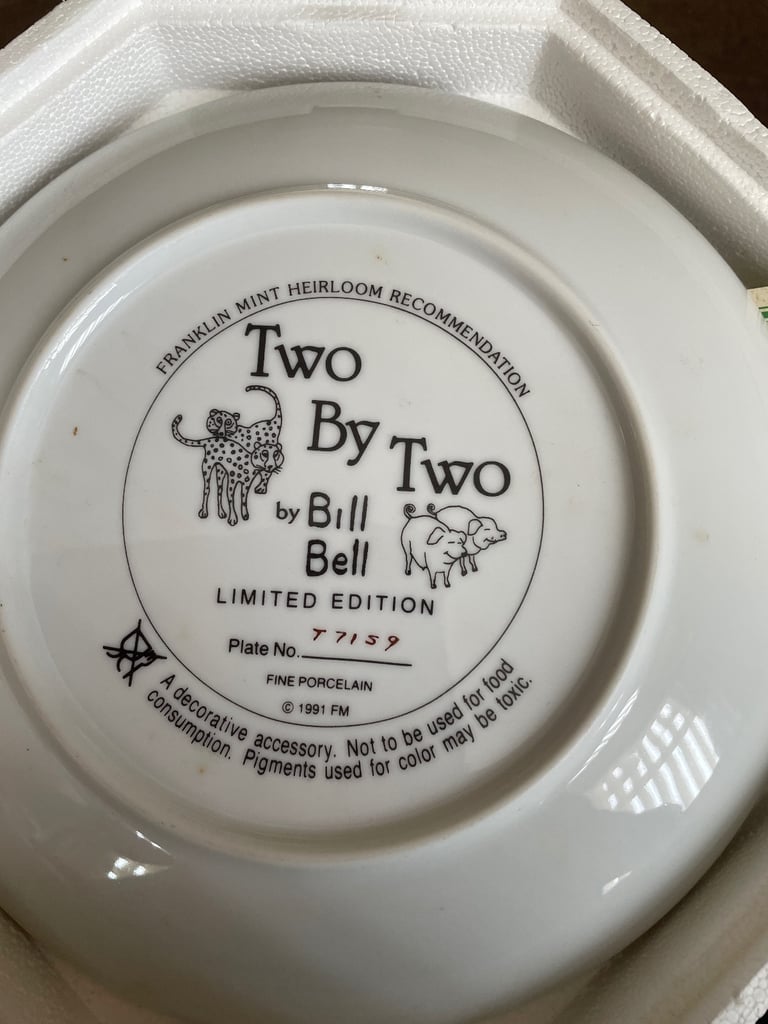 FRANKLIN MINT HEIRLOOM RECOMMENDATION
Two
By
Two
by Bill
Bell
LIMITED EDITION
Plate No. T7159
FINE PORCELAIN
© 1991 FM
A decorative accessory. Not to be used for food
consumption. Pigments used for color may be toxic.